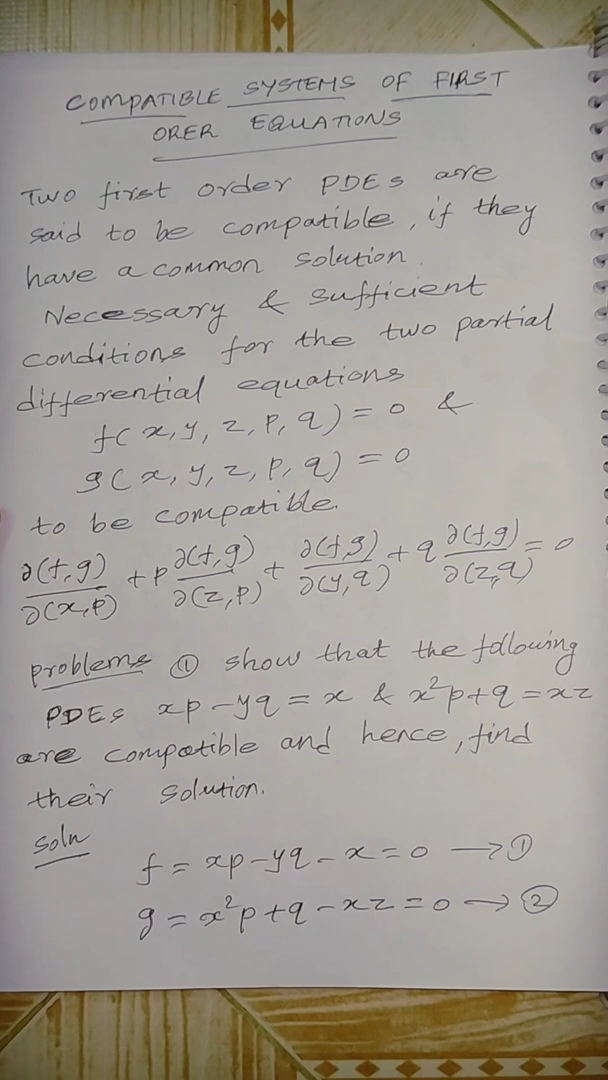 COMPATIBLE SYSTEMS OF FIRST
ORER EQUATIONS
Two first order PDEs are
said to be compatible, if they
have a common solution.
Necessary & sufficient
conditions for the two partial
differential equations
f(x,y,z,p,q) = 0 &
g(x,y,z,p,q) = 0
to be compatible.
∂(f,g)/∂(x,p) + p ∂(f,g)/∂(z,p) + ∂(f,g)/∂(y,q) + q ∂(f,g)/∂(z,q) = 0
problems ① show that the following
PDEs xp-yq = x & x²p+q = xz
are compatible and hence, find
their solution.
Soln
f = xp-yq-x = 0 → ①
g = x²p+q-xz = 0 → ②